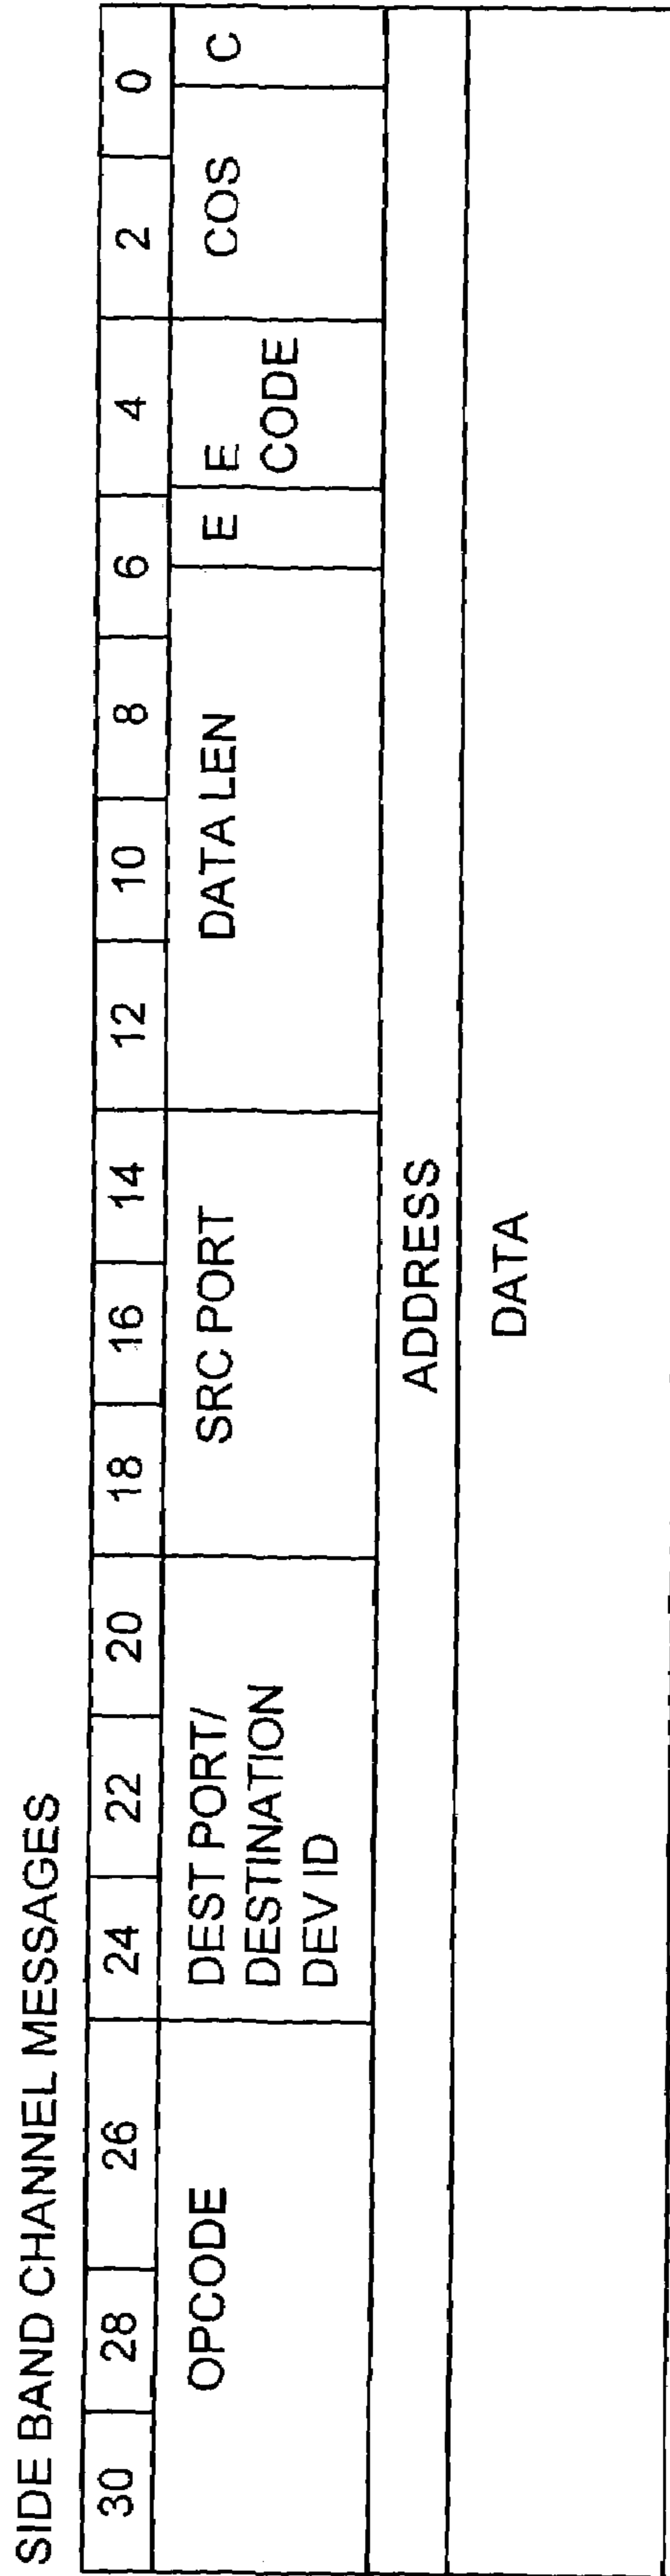 SIDE BAND CHANNEL MESSAGES
30 28 26 24 22 20 18 16 14 12 10 8 6 4 2 0
OPCODE
DEST PORT/
DESTINATION
DEV ID
SRC PORT
DATA LEN
E
E
CODE
COS
C
ADDRESS
DATA